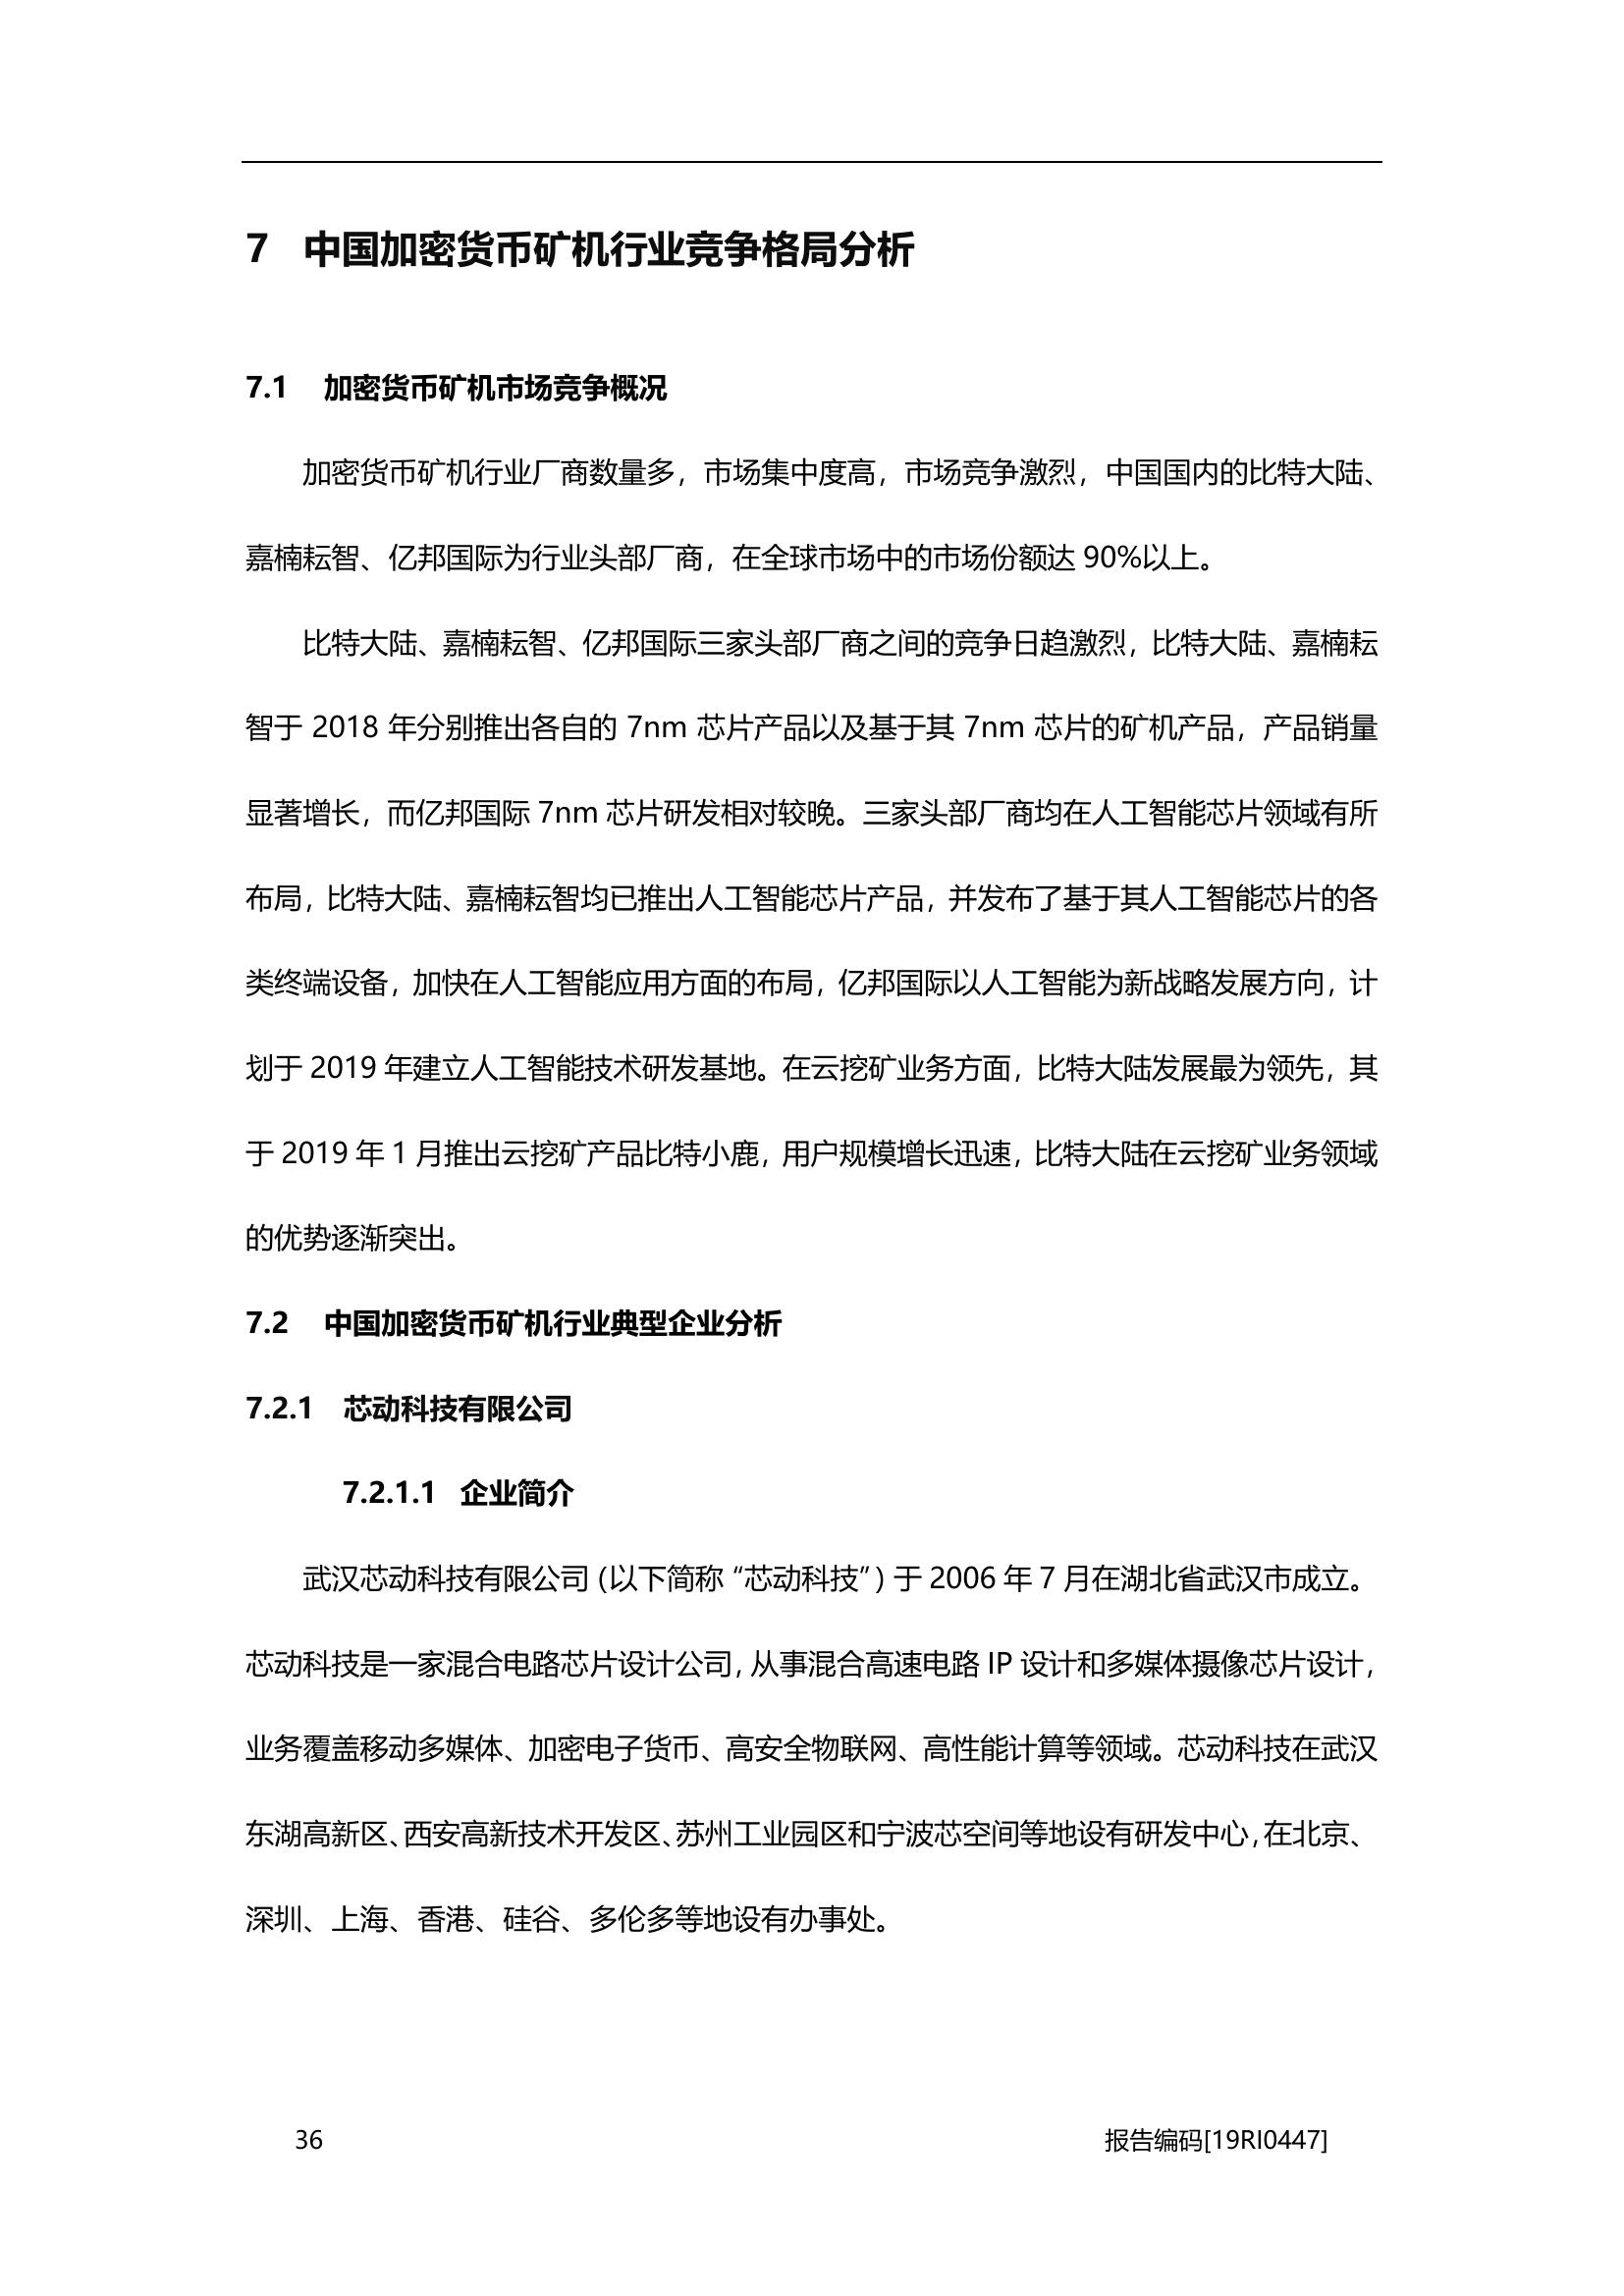 7 中国加密货币矿机行业竞争格局分析
7.1 加密货币矿机市场竞争概况
加密货币矿机行业厂商数量多，市场集中度高，市场竞争激烈，中国国内的比特大陆、
嘉楠耘智、亿邦国际为行业头部厂商，在全球市场中的市场份额达 90%以上。
比特大陆、嘉楠耘智、亿邦国际三家头部厂商之间的竞争日趋激烈，比特大陆、嘉楠耘
智于 2018 年分别推出各自的 7nm 芯片产品以及基于其 7nm 芯片的矿机产品，产品销量
显著增长，而亿邦国际 7nm 芯片研发相对较晚。三家头部厂商均在人工智能芯片领域有所
布局，比特大陆、嘉楠耘智均已推出人工智能芯片产品，并发布了基于其人工智能芯片的各
类终端设备，加快在人工智能应用方面的布局，亿邦国际以人工智能为新战略发展方向，计
划于 2019 年建立人工智能技术研发基地。在云挖矿业务方面，比特大陆发展最为领先，其
于 2019 年 1 月推出云挖矿产品比特小鹿，用户规模增长迅速，比特大陆在云挖矿业务领域
的优势逐渐突出。
7.2 中国加密货币矿机行业典型企业分析
7.2.1 芯动科技有限公司
7.2.1.1 企业简介
武汉芯动科技有限公司（以下简称“芯动科技”）于 2006 年 7 月在湖北省武汉市成立。
芯动科技是一家混合电路芯片设计公司，从事混合高速电路 IP 设计和多媒体摄像芯片设计，
业务覆盖移动多媒体、加密电子货币、高安全物联网、高性能计算等领域。芯动科技在武汉
东湖高新区、西安高新技术开发区、苏州工业园区和宁波芯空间等地设有研发中心，在北京、
深圳、上海、香港、硅谷、多伦多等地设有办事处。
36 报告编码[19RI0447]